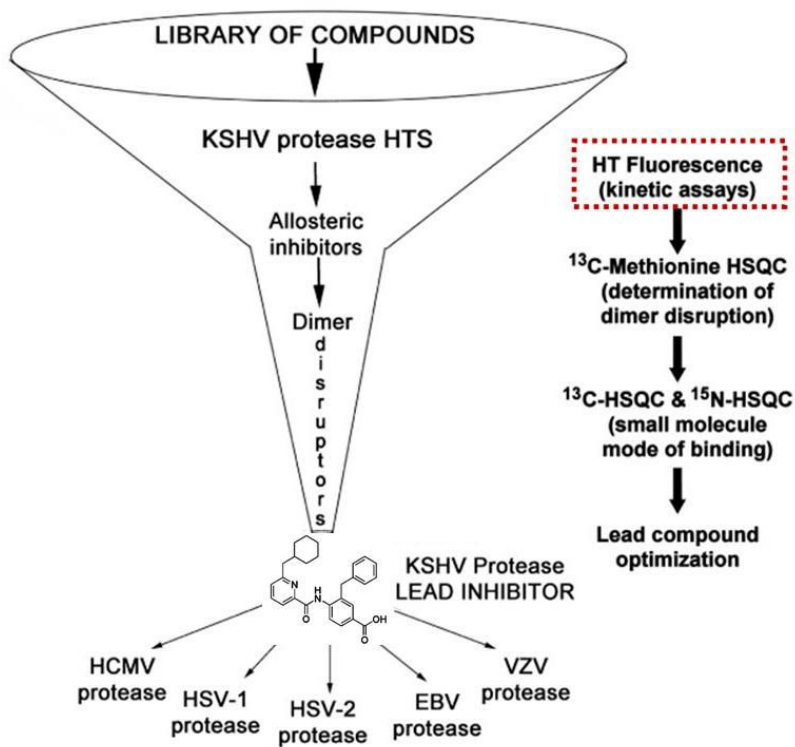 LIBRARY OF COMPOUNDS
KSHV protease HTS
Allosteric
inhibitors
Dimer
disruptors
N
H
N
O
O
OH
KSHV Protease
LEAD INHIBITOR
HCMV
protease
HSV-1
protease
HSV-2
protease
EBV
protease
VZV
protease
HT Fluorescence
(kinetic assays)
¹³C-Methionine HSQC
(determination of
dimer disruption)
¹³C-HSQC & ¹⁵N-HSQC
(small molecule
mode of binding)
Lead compound
optimization